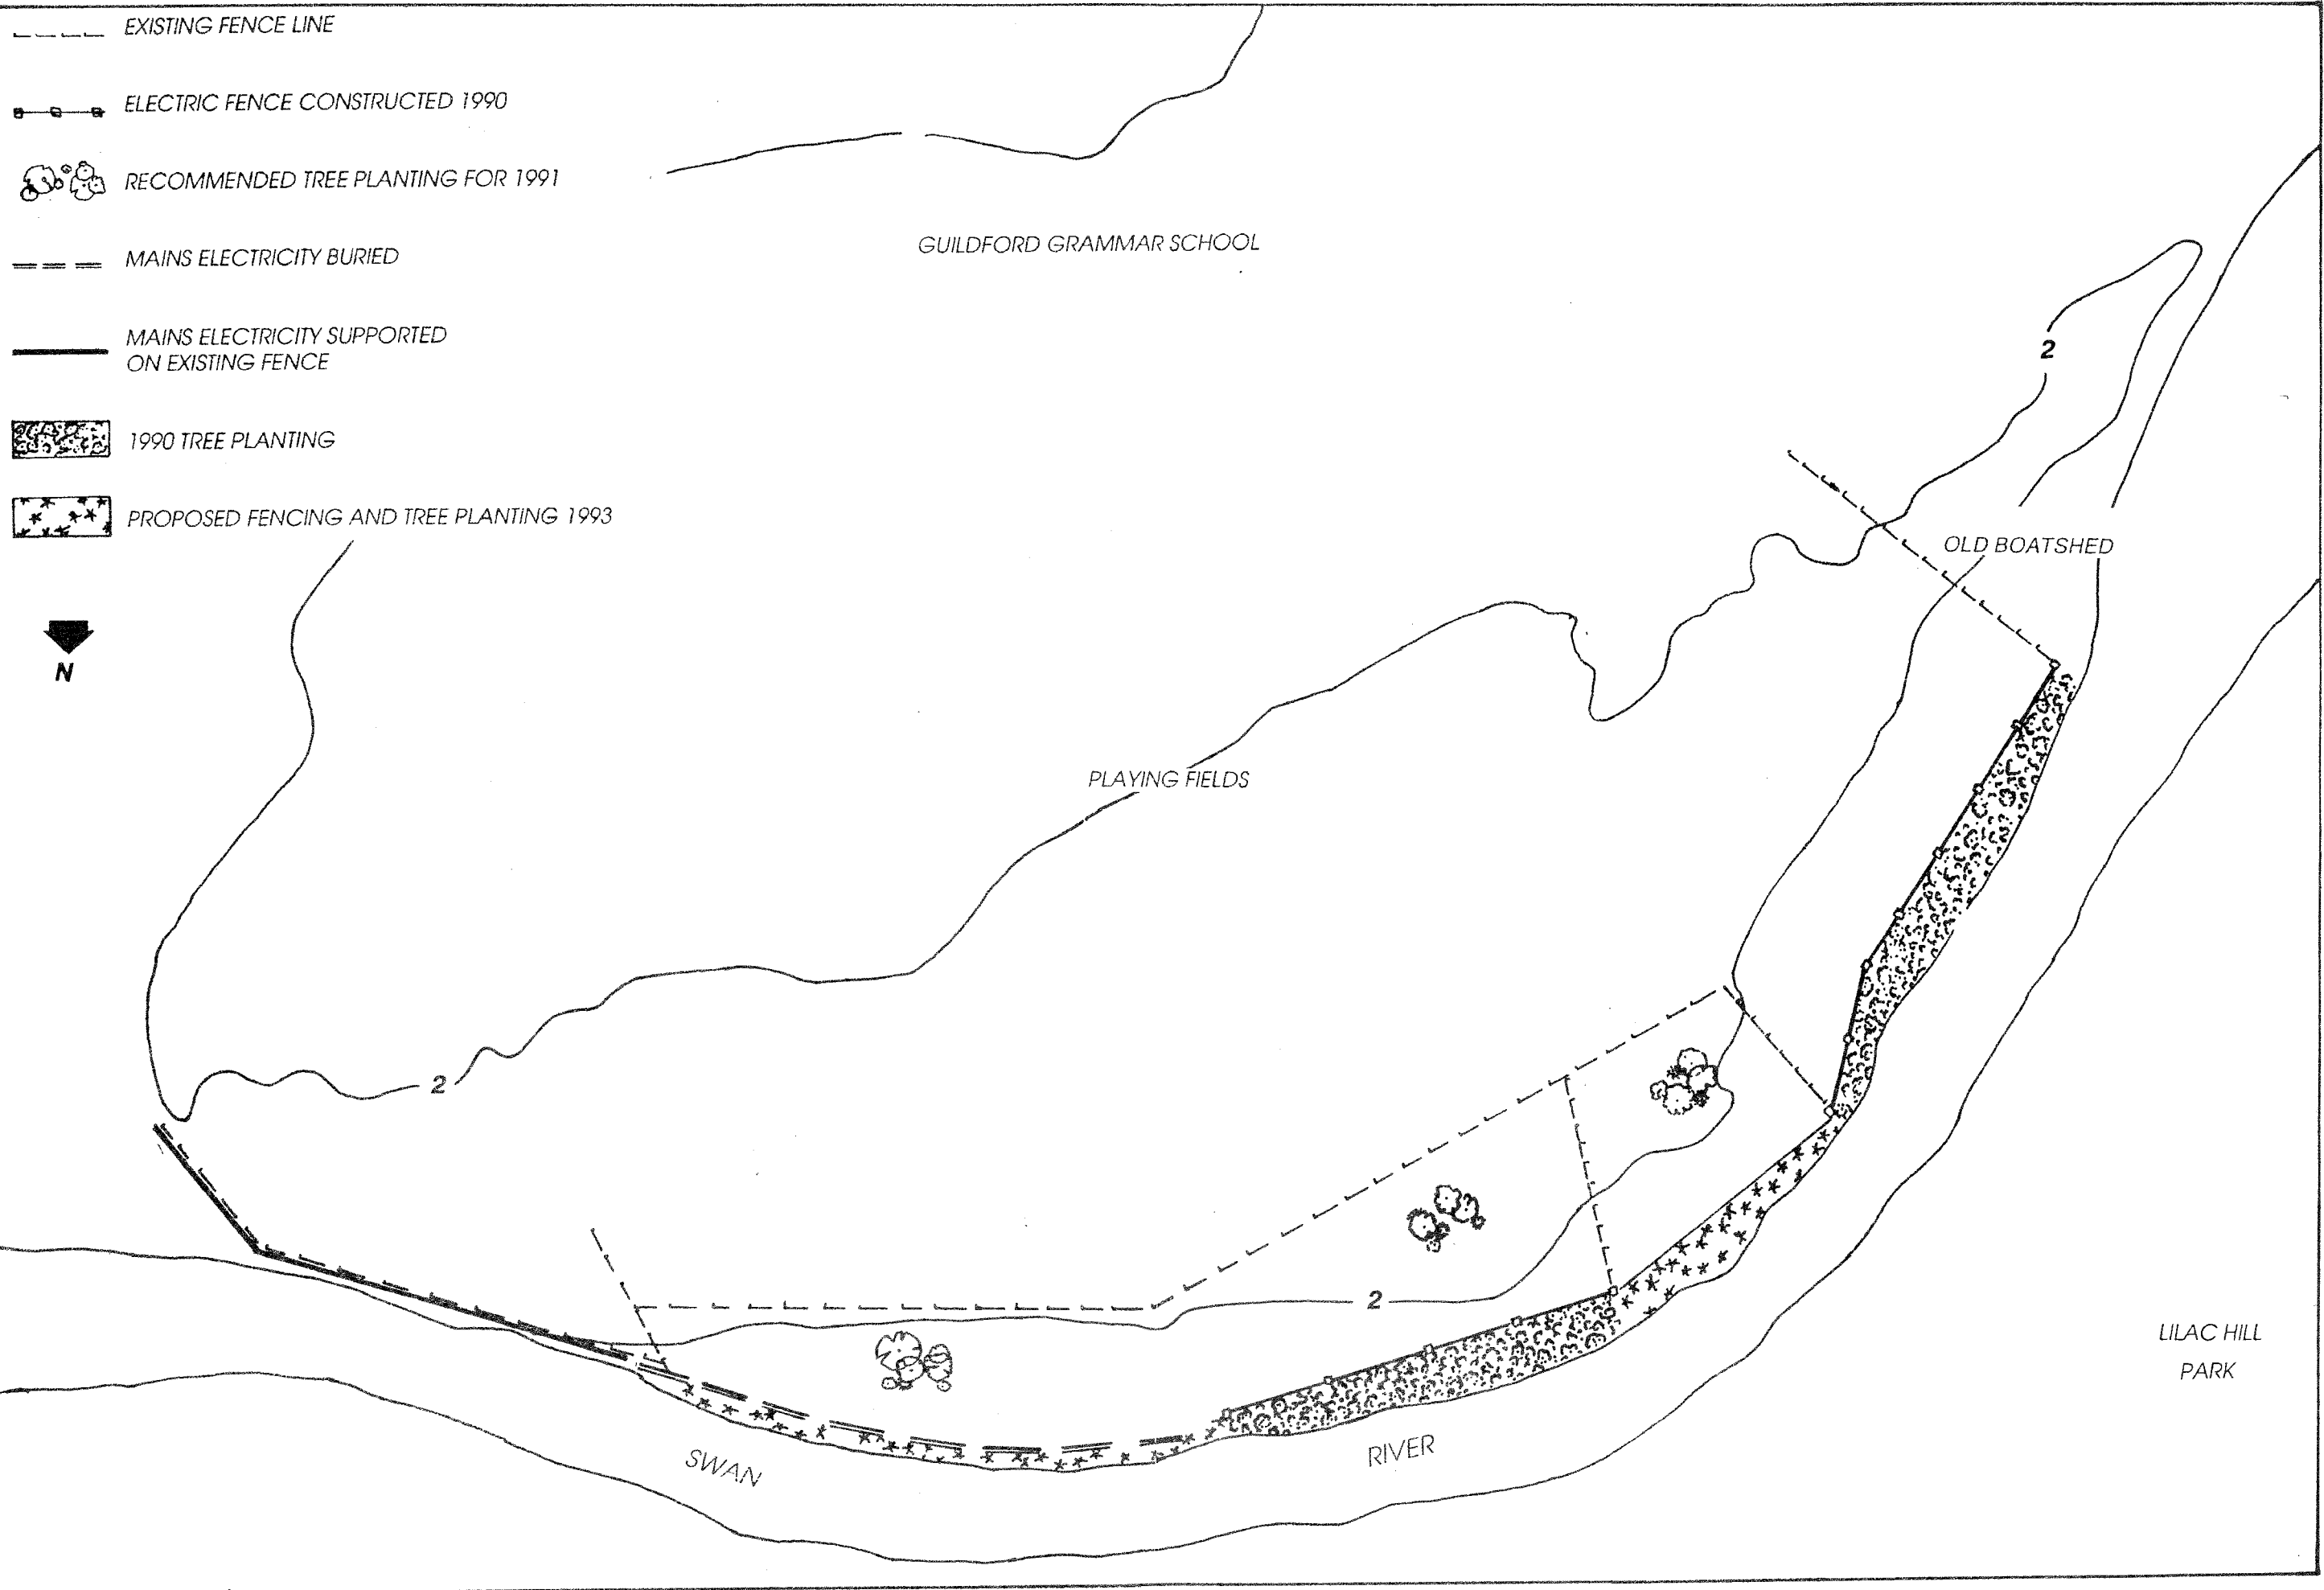 EXISTING FENCE LINE
ELECTRIC FENCE CONSTRUCTED 1990
RECOMMENDED TREE PLANTING FOR 1991
MAINS ELECTRICITY BURIED
MAINS ELECTRICITY SUPPORTED
ON EXISTING FENCE
1990 TREE PLANTING
PROPOSED FENCING AND TREE PLANTING 1993
N
GUILDFORD GRAMMAR SCHOOL
2
OLD BOATSHED
PLAYING FIELDS
2
2
LILAC HILL
PARK
SWAN
RIVER